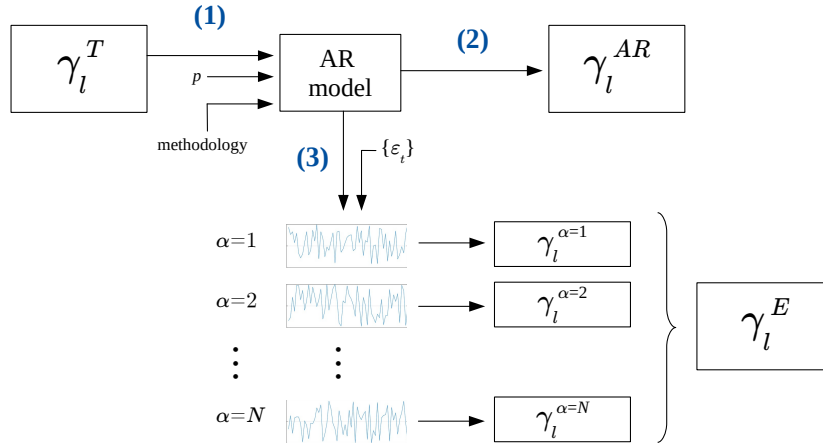 (1)
γ_l^T
p
methodology
AR
model
(2)
γ_l^{AR}
(3)
{ε_t}
α=1
γ_l^{α=1}
α=2
γ_l^{α=2}
⋮ ⋮
α=N
γ_l^{α=N}
γ_l^E